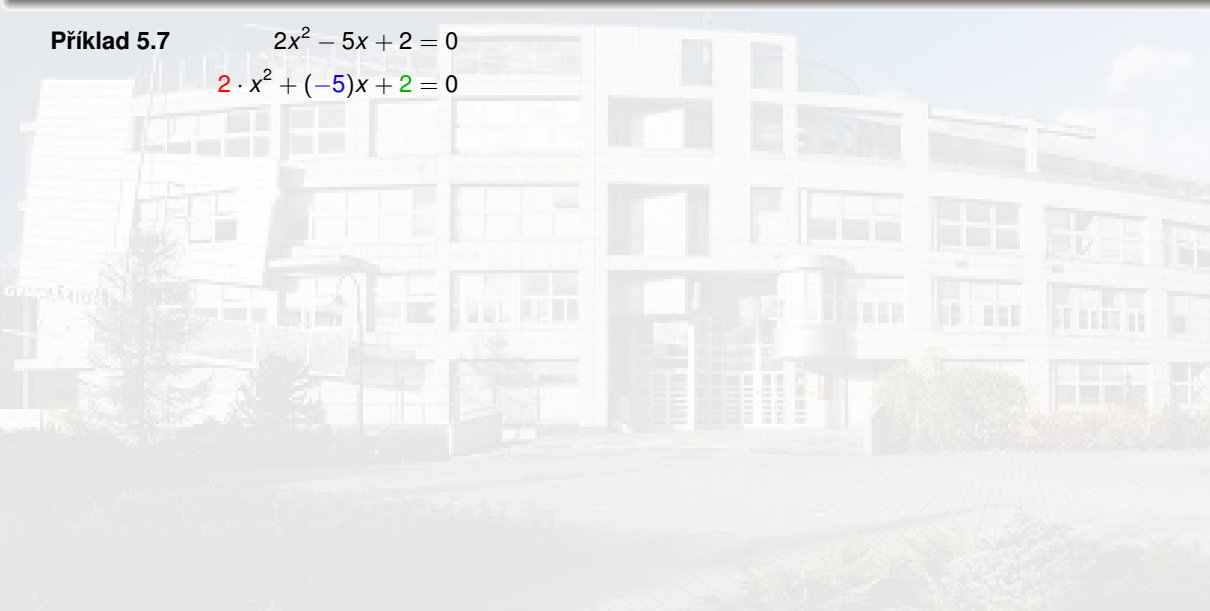 Příklad 5.7 2x² − 5x + 2 = 0
2 · x² + (−5)x + 2 = 0